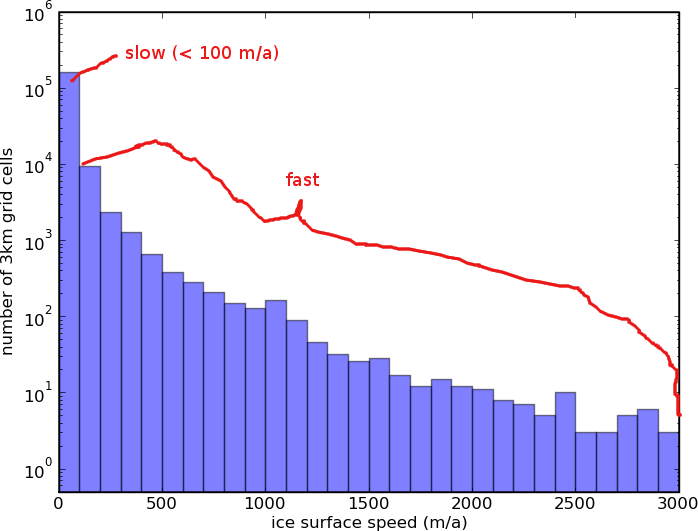 10^6
slow (< 100 m/a)
10^5
10^4
fast
10^3
10^2
10^1
10^0
number of 3km grid cells
0 500 1000 1500 2000 2500 3000
ice surface speed (m/a)